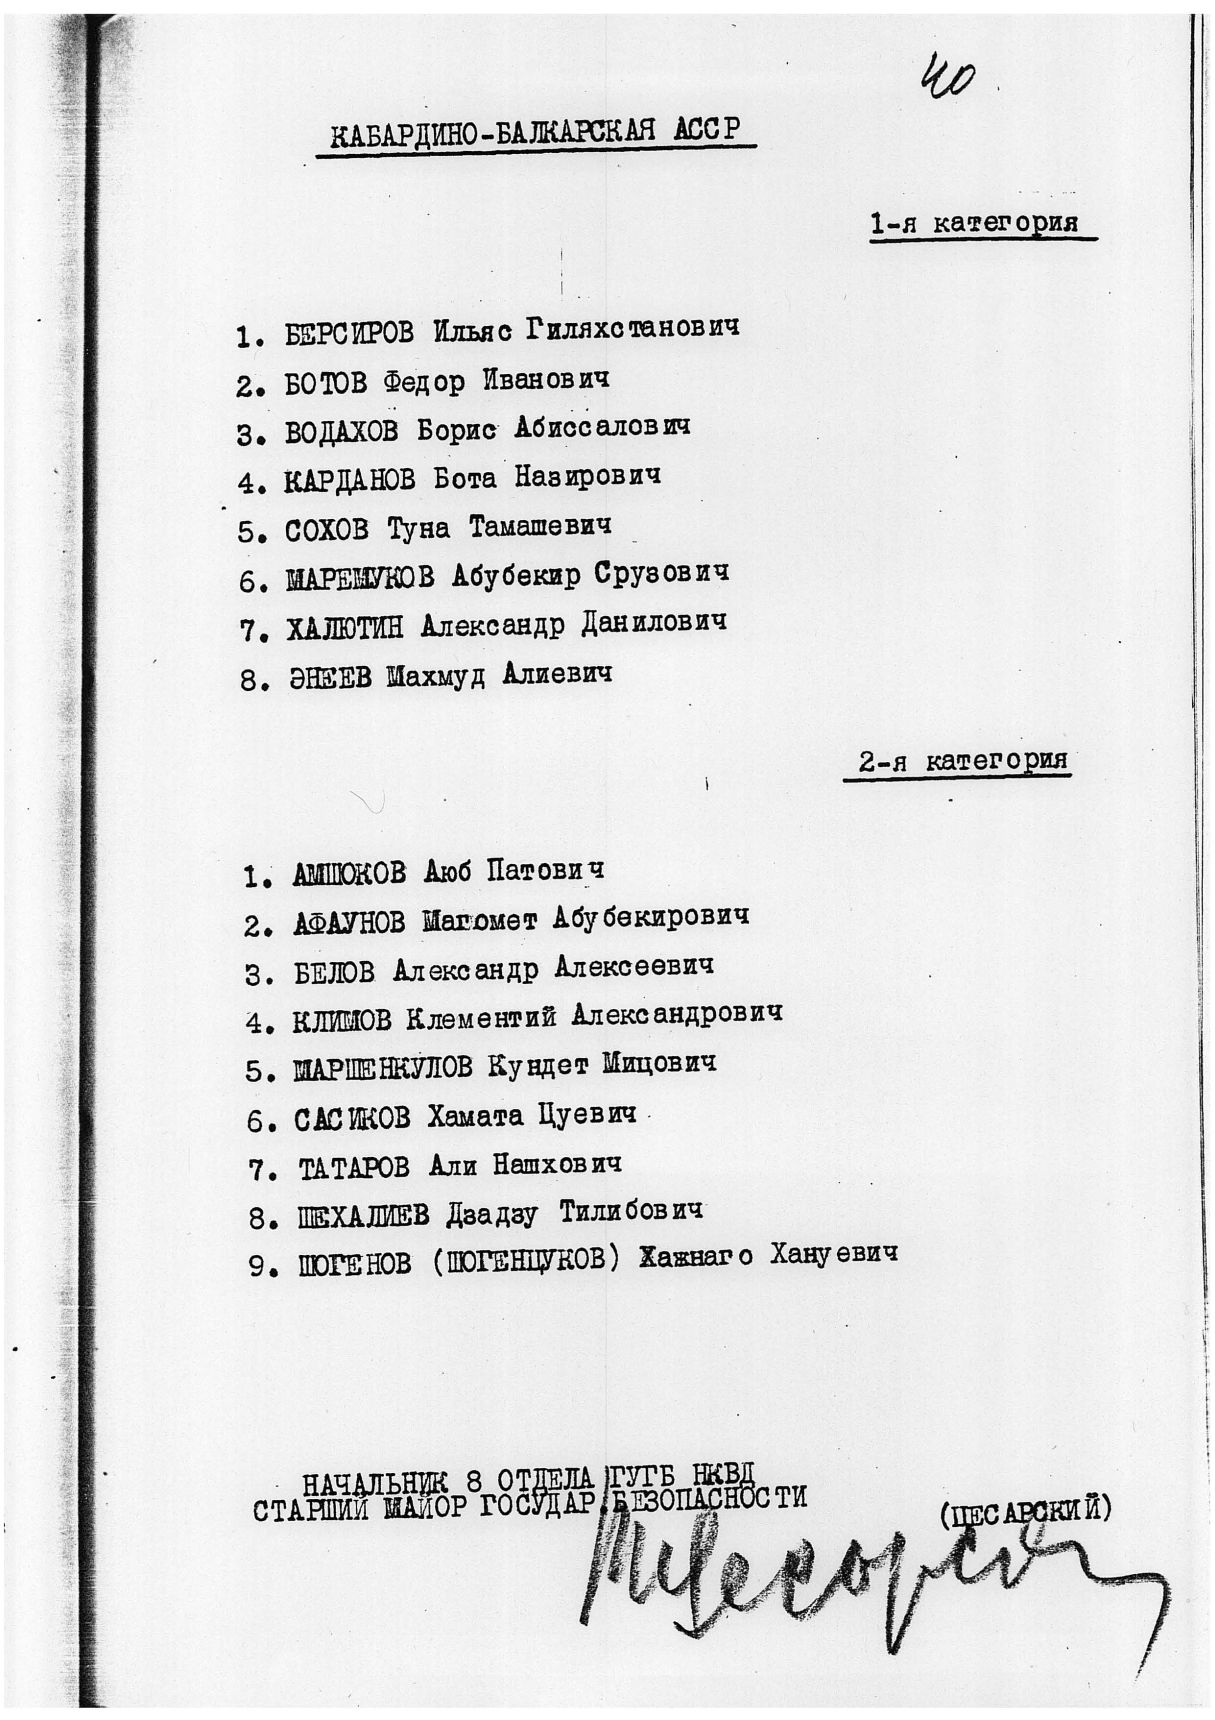 40
КАБАРДИНО-БАЛКАРСКАЯ АССР
1-я категория
1. БЕРСИРОВ Ильяс Гиляхстанович
2. БОТОВ Федор Иванович
3. ВОДАХОВ Борис Абиссалович
4. КАРДАНОВ Бота Назирович
5. СОХОВ Туна Тамашевич
6. МАРЕМУКОВ Абубекир Срузович
7. ХАЛЮТИН Александр Данилович
8. ЭНЕЕВ Махмуд Алиевич
2-я категория
1. АМШОКОВ Аюб Патович
2. АФАУНОВ Магомет Абубекирович
3. БЕЛОВ Александр Алексеевич
4. КЛИМОВ Клементий Александрович
5. МАРШЕНКУЛОВ Кундет Мицович
6. САСИКОВ Хамата Цуевич
7. ТАТАРОВ Али Нашхович
8. ШЕХАЛИЕВ Дзадзу Тилибович
9. ШОГЕНОВ (ШОГЕНЦУКОВ) Хажнаго Хануевич
НАЧАЛЬНИК 8 ОТДЕЛА ГУГБ НКВД
СТАРШИЙ МАЙОР ГОСУДАР.БЕЗОПАСНОСТИ
(ЦЕСАРСКИЙ)